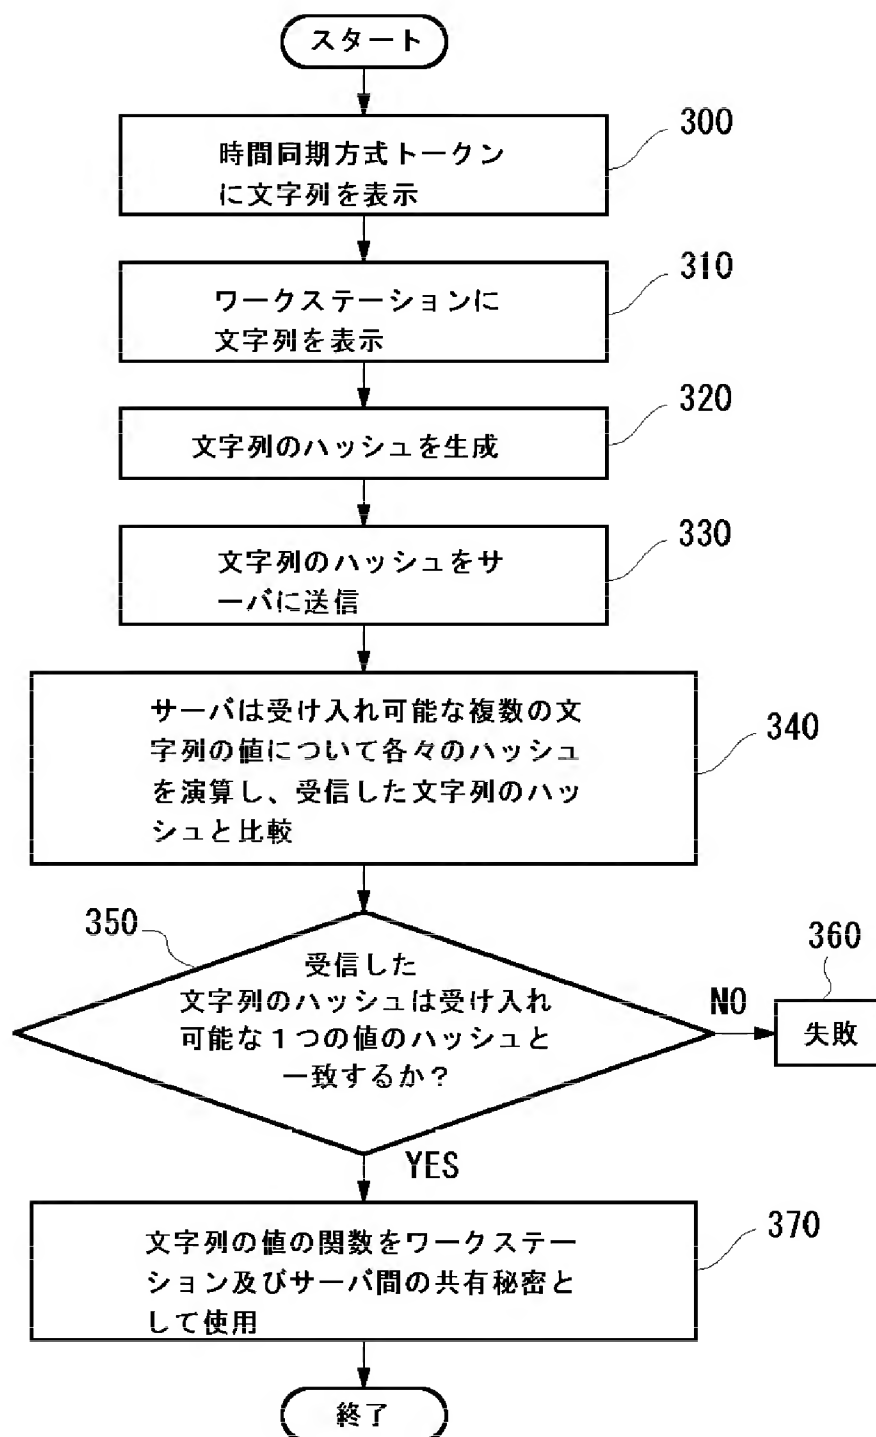 スタート
300
時間同期方式トークン
に文字列を表示
310
ワークステーションに
文字列を表示
320
文字列のハッシュを生成
330
文字列のハッシュをサ
ーバに送信
340
サーバは受け入れ可能な複数の文
字列の値について各々のハッシュ
を演算し、受信した文字列のハッ
シュと比較
350
受信した
文字列のハッシュは受け入れ
可能な１つの値のハッシュと
一致するか？
NO
360
失敗
YES
370
文字列の値の関数をワークステー
ション及びサーバ間の共有秘密と
して使用
終了